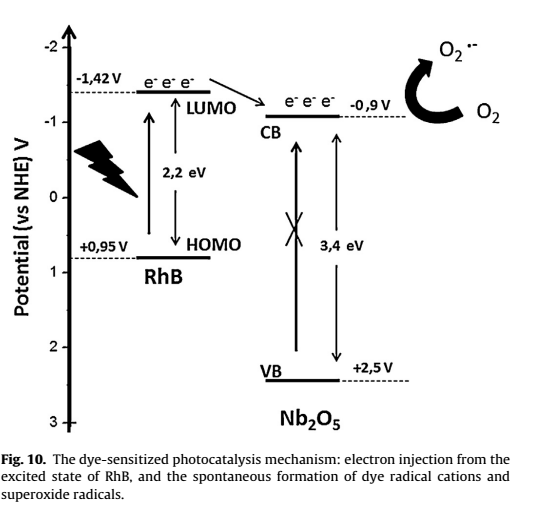 Potential (vs NHE) V
-2
-1
0
1
2
3
-1,42 V
e⁻ e⁻ e⁻
LUMO
2,2 eV
+0,95 V
HOMO
RhB
e⁻ e⁻ e⁻
-0,9 V
CB
3,4 eV
VB
+2,5 V
Nb₂O₅
O₂ •-
O₂
Fig. 10. The dye-sensitized photocatalysis mechanism: electron injection from the
excited state of RhB, and the spontaneous formation of dye radical cations and
superoxide radicals.